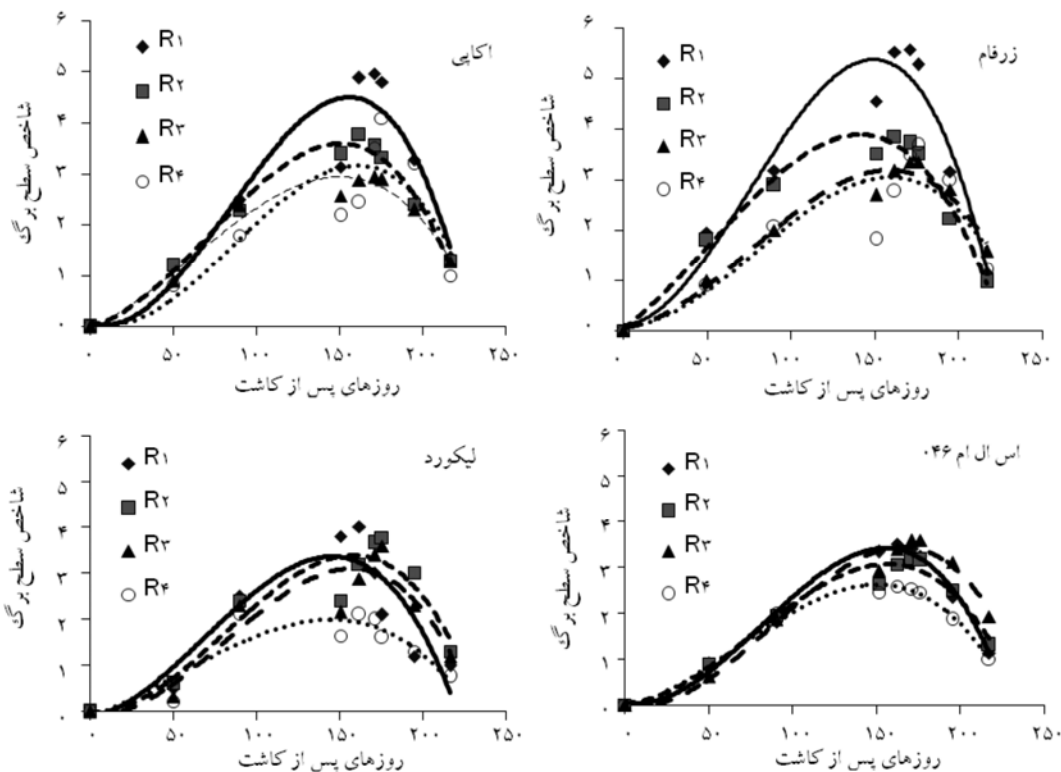 اکاپی
R۱
R۲
R۳
R۴
شاخص سطح برگ
۶
۵
۴
۳
۲
۱
۰
۰ ۵۰ ۱۰۰ ۱۵۰ ۲۰۰ ۲۵۰
روزهای پس از کاشت
زرفام
R۱
R۲
R۳
R۴
شاخص سطح برگ
۶
۵
۴
۳
۲
۱
۰
۰ ۵۰ ۱۰۰ ۱۵۰ ۲۰۰ ۲۵۰
روزهای پس از کاشت
لیکورد
R۱
R۲
R۳
R۴
شاخص سطح برگ
۶
۵
۴
۳
۲
۱
۰
۰ ۵۰ ۱۰۰ ۱۵۰ ۲۰۰ ۲۵۰
روزهای پس از کاشت
اس ال ام ۰۴۶
R۱
R۲
R۳
R۴
شاخص سطح برگ
۶
۵
۴
۳
۲
۱
۰
۰ ۵۰ ۱۰۰ ۱۵۰ ۲۰۰ ۲۵۰
روزهای پس از کاشت